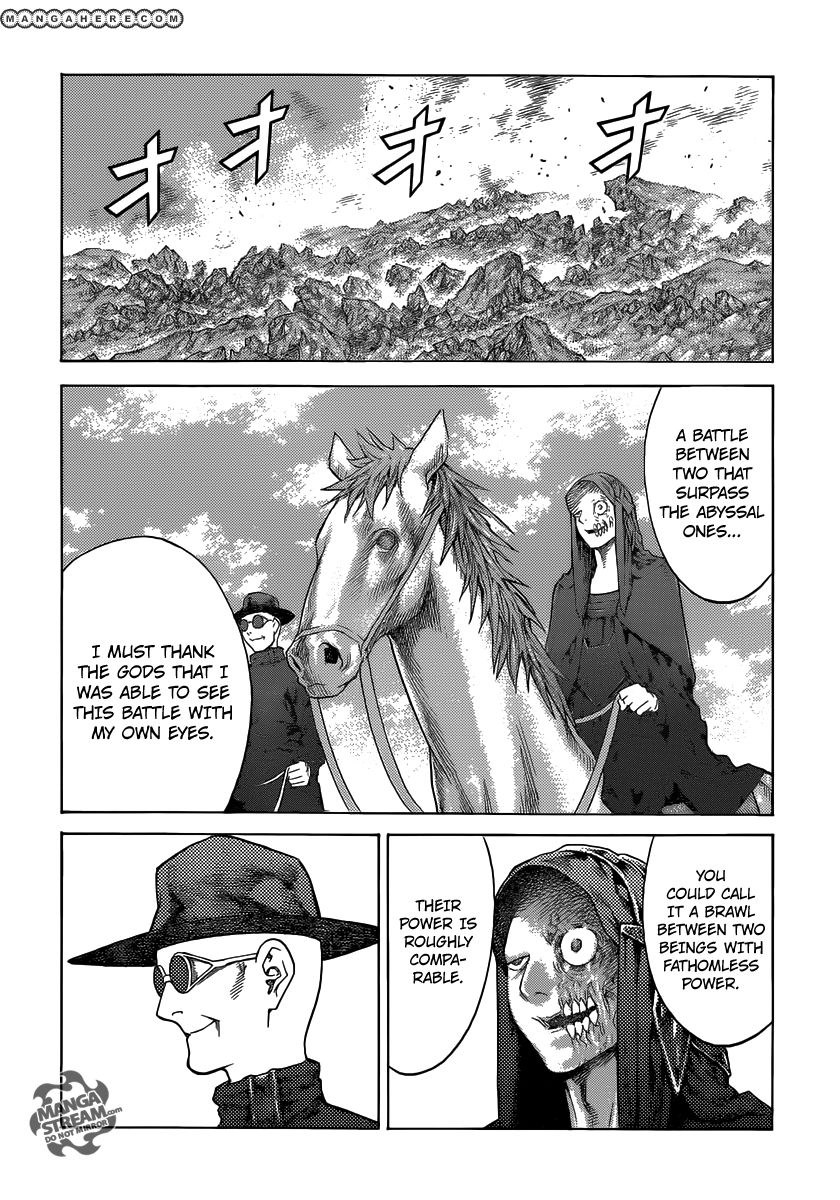 MANGAHERE.COM
オオオオ
A BATTLE
BETWEEN
TWO THAT
SURPASS
THE ABYSSAL
ONES...
I MUST THANK
THE GODS THAT I
WAS ABLE TO SEE
THIS BATTLE WITH
MY OWN EYES.
YOU
COULD CALL
IT A BRAWL
BETWEEN TWO
BEINGS WITH
FATHOMLESS
POWER.
THEIR
POWER IS
ROUGHLY
COMPA-
RABLE.
MANGA
STREAM.com
DO NOT MIRROR!